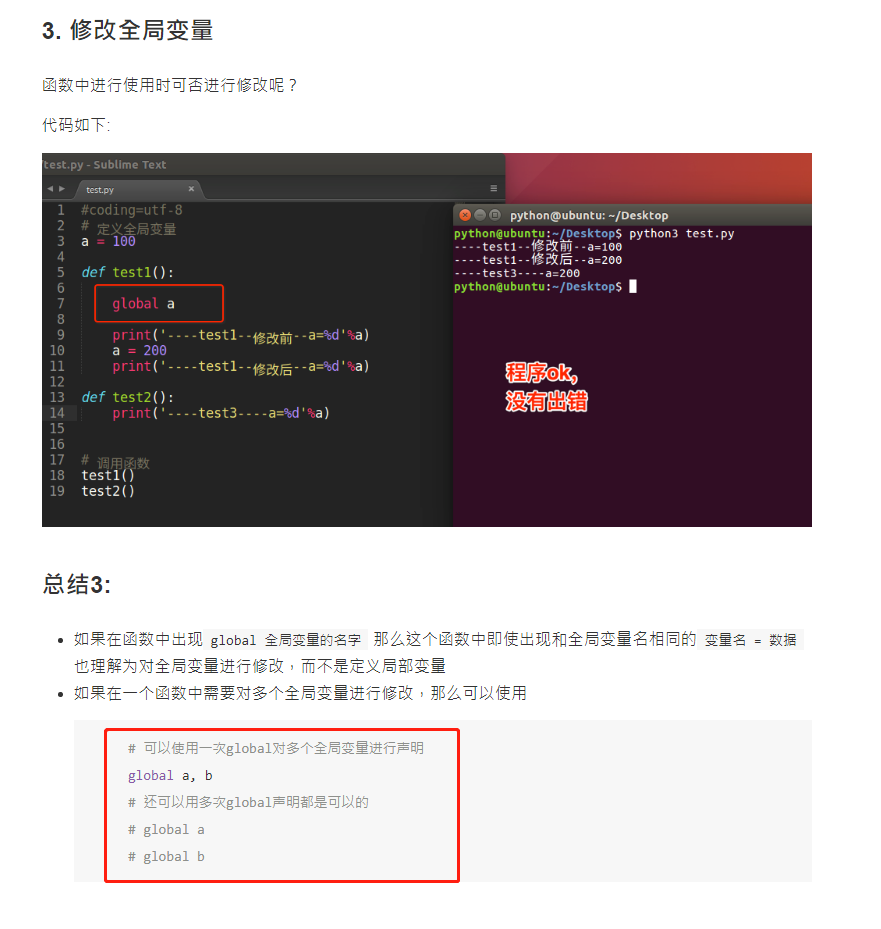 3. 修改全局变量
函数中进行使用时可否进行修改呢？
代码如下:
test.py - Sublime Text
test.py ×
1 #coding=utf-8
2 # 定义全局变量
3 a = 100
4
5 def test1():
6
7 global a
8
9 print('----test1--修改前--a=%d'%a)
10 a = 200
11 print('----test1--修改后--a=%d'%a)
12
13 def test2():
14 print('----test3----a=%d'%a)
15
16
17 # 调用函数
18 test1()
19 test2()
python@ubuntu: ~/Desktop
python@ubuntu:~/Desktop$ python3 test.py
----test1--修改前--a=100
----test1--修改后--a=200
----test3----a=200
python@ubuntu:~/Desktop$
程序ok,
没有出错
总结3:
• 如果在函数中出现 global 全局变量的名字 那么这个函数中即使出现和全局变量名相同的 变量名 = 数据
也理解为对全局变量进行修改，而不是定义局部变量
• 如果在一个函数中需要对多个全局变量进行修改，那么可以使用
# 可以使用一次global对多个全局变量进行声明
global a, b
# 还可以用多次global声明都是可以的
# global a
# global b